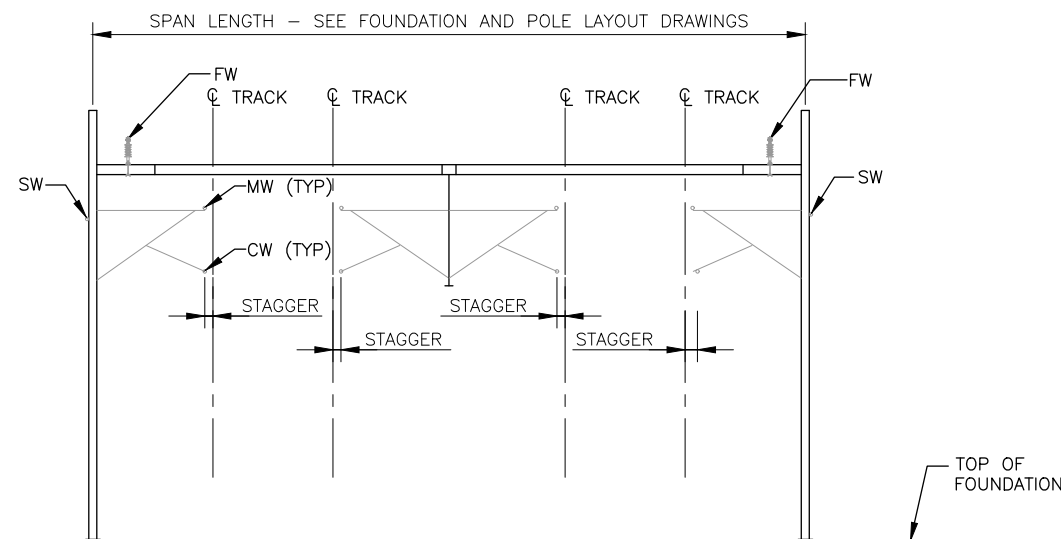 SPAN LENGTH – SEE FOUNDATION AND POLE LAYOUT DRAWINGS
FW
FW
℄ TRACK
℄ TRACK
℄ TRACK
℄ TRACK
SW
MW (TYP)
SW
CW (TYP)
STAGGER
STAGGER
STAGGER
STAGGER
TOP OF
FOUNDATION